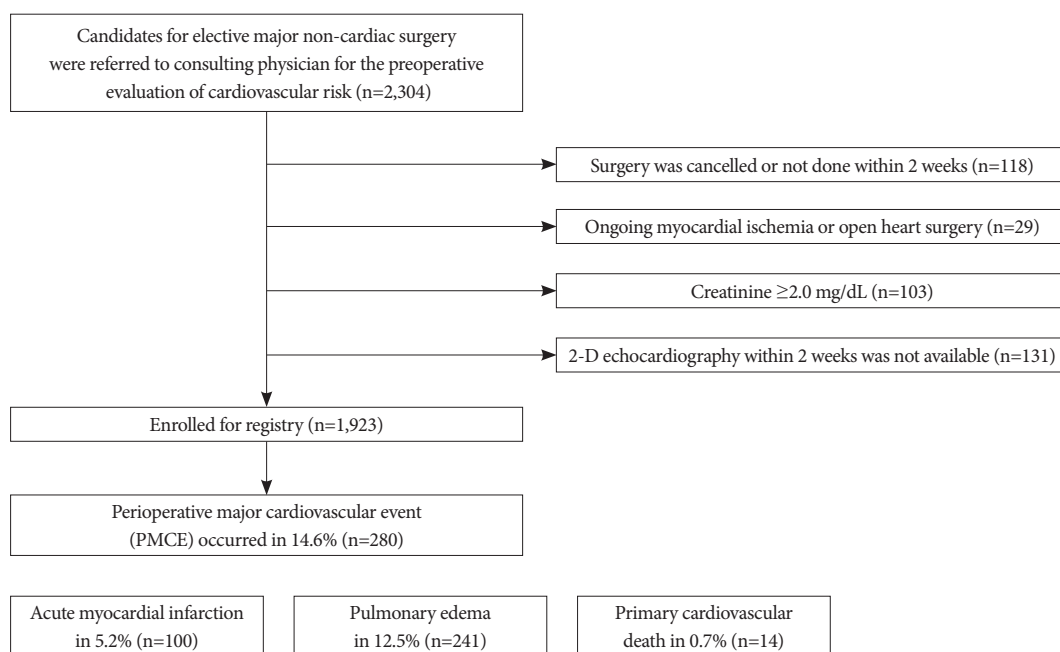 Candidates for elective major non-cardiac surgery
were referred to consulting physician for the preoperative
evaluation of cardiovascular risk (n=2,304)
Surgery was cancelled or not done within 2 weeks (n=118)
Ongoing myocardial ischemia or open heart surgery (n=29)
Creatinine ≥2.0 mg/dL (n=103)
2-D echocardiography within 2 weeks was not available (n=131)
Enrolled for registry (n=1,923)
Perioperative major cardiovascular event
(PMCE) occurred in 14.6% (n=280)
Acute myocardial infarction
in 5.2% (n=100)
Pulmonary edema
in 12.5% (n=241)
Primary cardiovascular
death in 0.7% (n=14)